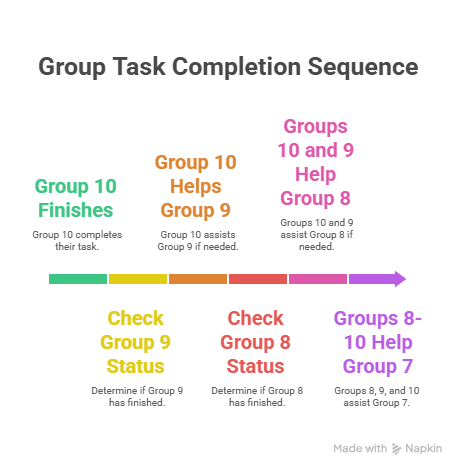 Group Task Completion Sequence
Group 10
Finishes
Group 10 completes
their task.
Check
Group 9
Status
Determine if Group 9
has finished.
Group 10
Helps
Group 9
Group 10 assists
Group 9 if needed.
Check
Group 8
Status
Determine if Group 8
has finished.
Groups
10 and 9
Help
Group 8
Groups 10 and 9
assist Group 8 if
needed.
Groups 8-
10 Help
Group 7
Groups 8, 9, and 10
assist Group 7.
Made with Napkin